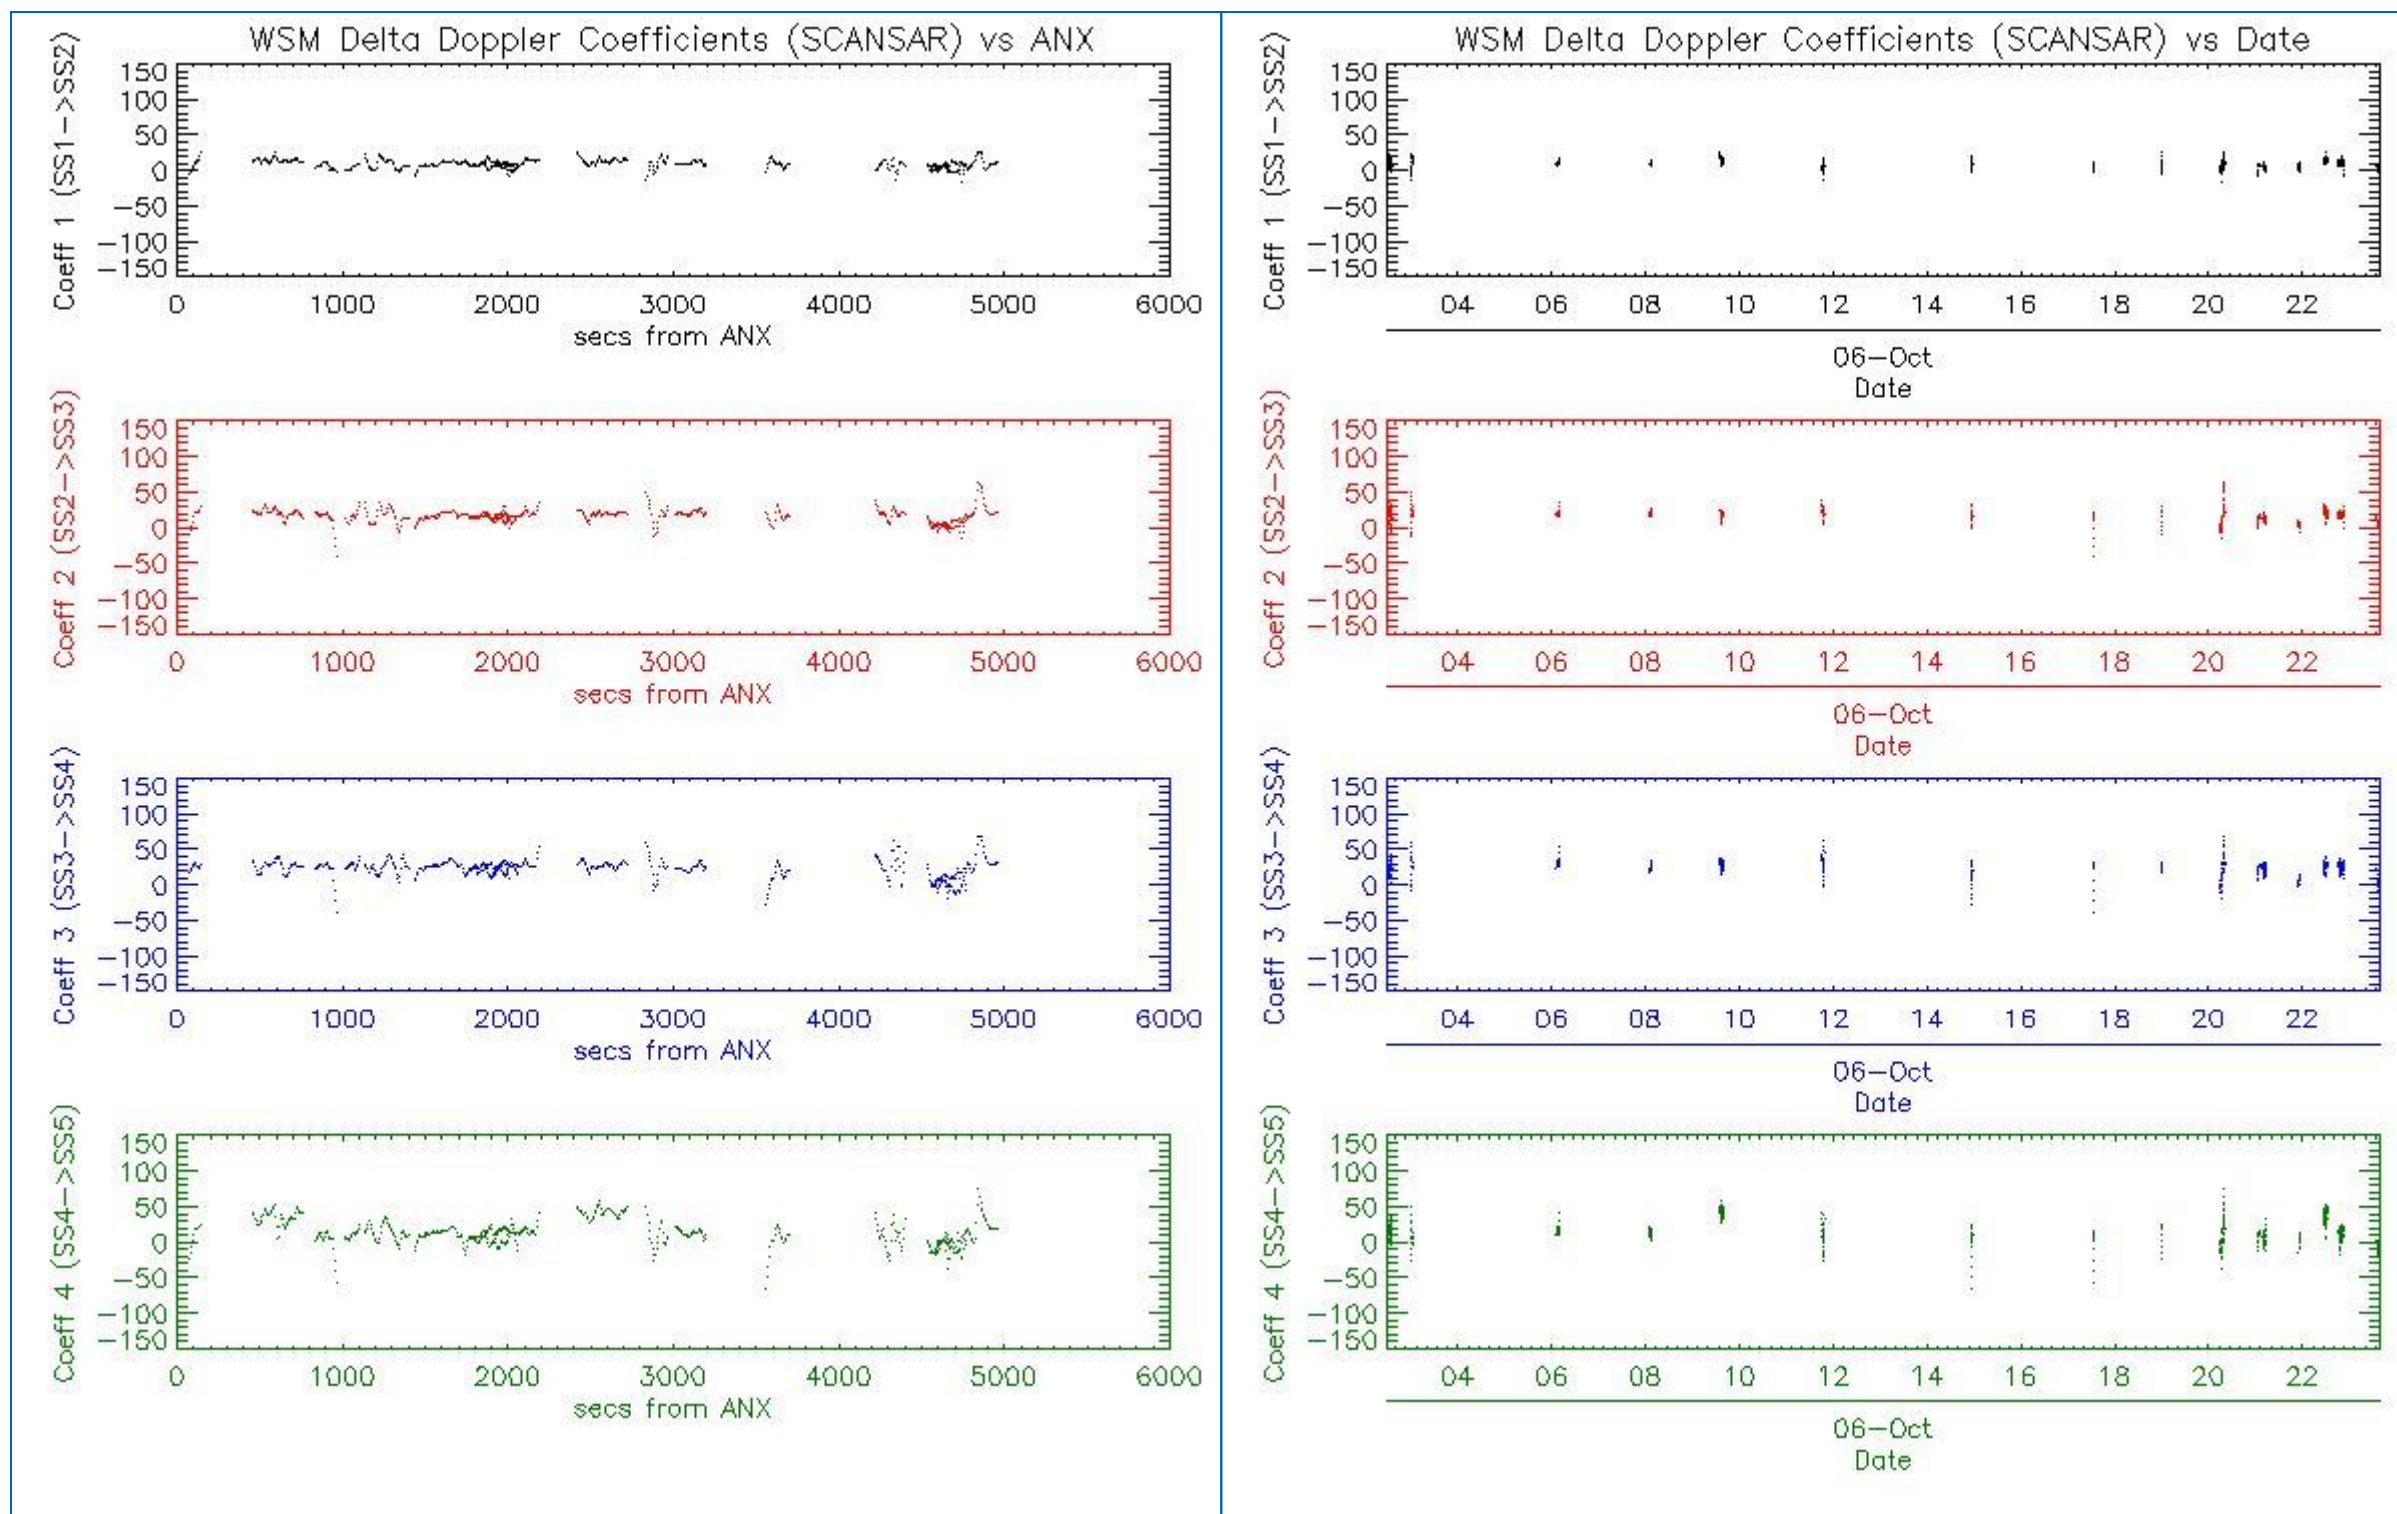 WSM Delta Doppler Coefficients (SCANSAR) vs ANX
Coeff 1 (SS1->SS2)
150
100
50
0
-50
-100
-150
0 1000 2000 3000 4000 5000 6000
secs from ANX
Coeff 2 (SS2->SS3)
150
100
50
0
-50
-100
-150
0 1000 2000 3000 4000 5000 6000
secs from ANX
Coeff 3 (SS3->SS4)
150
100
50
0
-50
-100
-150
0 1000 2000 3000 4000 5000 6000
secs from ANX
Coeff 4 (SS4->SS5)
150
100
50
0
-50
-100
-150
0 1000 2000 3000 4000 5000 6000
secs from ANX
WSM Delta Doppler Coefficients (SCANSAR) vs Date
Coeff 1 (SS1->SS2)
150
100
50
0
-50
-100
-150
04 06 08 10 12 14 16 18 20 22
06-Oct
Date
Coeff 2 (SS2->SS3)
150
100
50
0
-50
-100
-150
04 06 08 10 12 14 16 18 20 22
06-Oct
Date
Coeff 3 (SS3->SS4)
150
100
50
0
-50
-100
-150
04 06 08 10 12 14 16 18 20 22
06-Oct
Date
Coeff 4 (SS4->SS5)
150
100
50
0
-50
-100
-150
04 06 08 10 12 14 16 18 20 22
06-Oct
Date